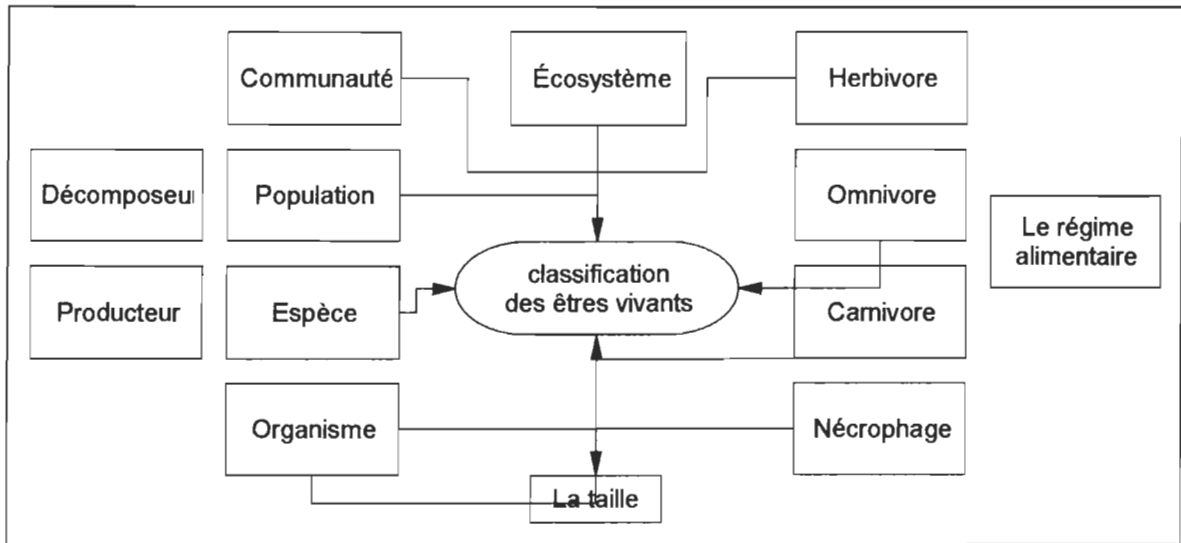 Communauté
Écosystème
Herbivore
Décomposeur
Population
Omnivore
Le régime
alimentaire
classification
des êtres vivants
Producteur
Espèce
Carnivore
Organisme
Nécrophage
La taille